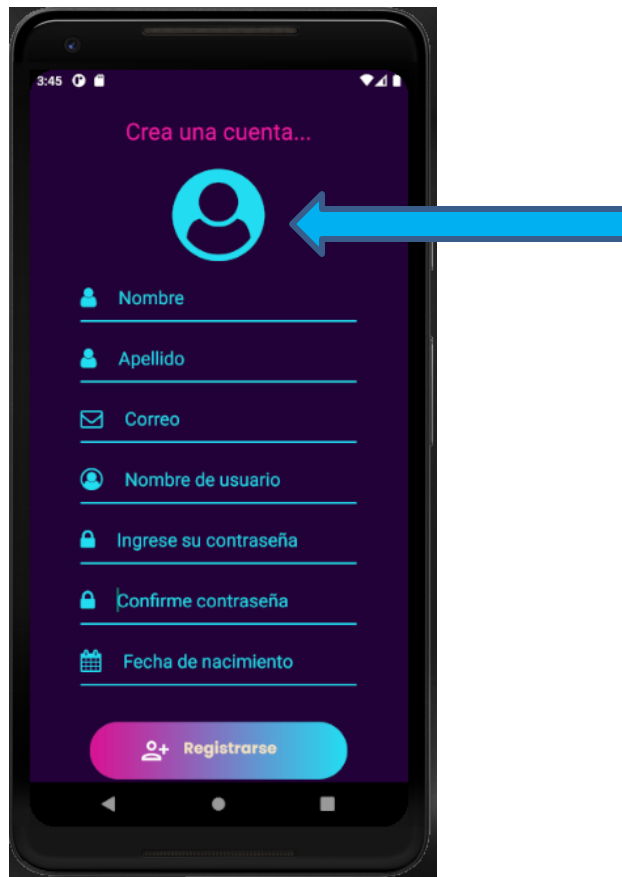 3:45
Crea una cuenta...
Nombre
Apellido
Correo
Nombre de usuario
Ingrese su contraseña
Confirme contraseña
Fecha de nacimiento
Registrarse